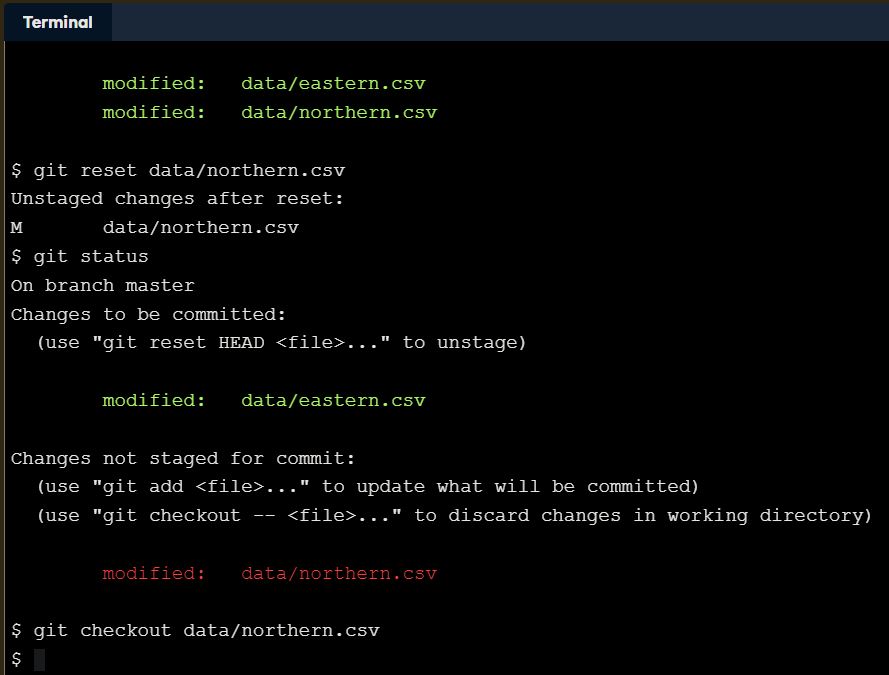 Terminal
modified:   data/eastern.csv
modified:   data/northern.csv
$ git reset data/northern.csv
Unstaged changes after reset:
M       data/northern.csv
$ git status
On branch master
Changes to be committed:
  (use "git reset HEAD <file>..." to unstage)
modified:   data/eastern.csv
Changes not staged for commit:
  (use "git add <file>..." to update what will be committed)
  (use "git checkout -- <file>..." to discard changes in working directory)
modified:   data/northern.csv
$ git checkout data/northern.csv
$